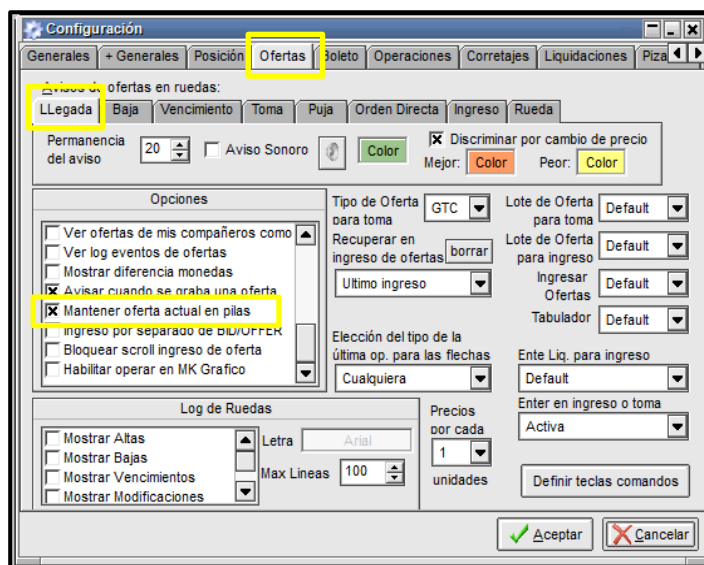 Configuración
Generales + Generales Posición Ofertas Boleto Operaciones Corretajes Liquidaciones Piza
Avisos de ofertas en ruedas:
LLegada Baja Vencimiento Toma Puja Orden Directa Ingreso Rueda
Permanencia del aviso 20 Aviso Sonoro Color
Discriminar por cambio de precio
Mejor: Color Peor: Color
Opciones
Ver ofertas de mis compañeros como
Ver log eventos de ofertas
Mostrar diferencia monedas
Avisar cuando se graba una oferta
Mantener oferta actual en pilas
Ingreso por separado de BID/OFFER
Bloquear scroll ingreso de oferta
Habilitar operar en MK Grafico
Tipo de Oferta para toma GTC
Recuperar en ingreso de ofertas borrar
Ultimo ingreso
Elección del tipo de la
última op. para las flechas
Cualquiera
Lote de Oferta para toma Default
Lote de Oferta para ingreso Default
Ingresar Ofertas Default
Tabulador Default
Ente Liq. para ingreso
Default
Enter en ingreso o toma
Activa
Log de Ruedas
Mostrar Altas
Mostrar Bajas
Mostrar Vencimientos
Mostrar Modificaciones
Letra Arial
Max Lineas 100
Precios
por cada
1
unidades
Definir teclas comandos
Aceptar Cancelar